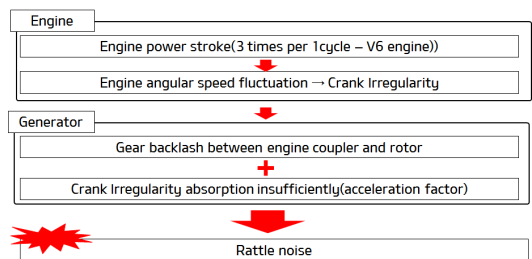 Engine
Engine power stroke(3 times per 1cycle – V6 engine))
Engine angular speed fluctuation → Crank Irregularity
Generator
Gear backlash between engine coupler and rotor
+
Crank Irregularity absorption insufficiently(acceleration factor)
Rattle noise